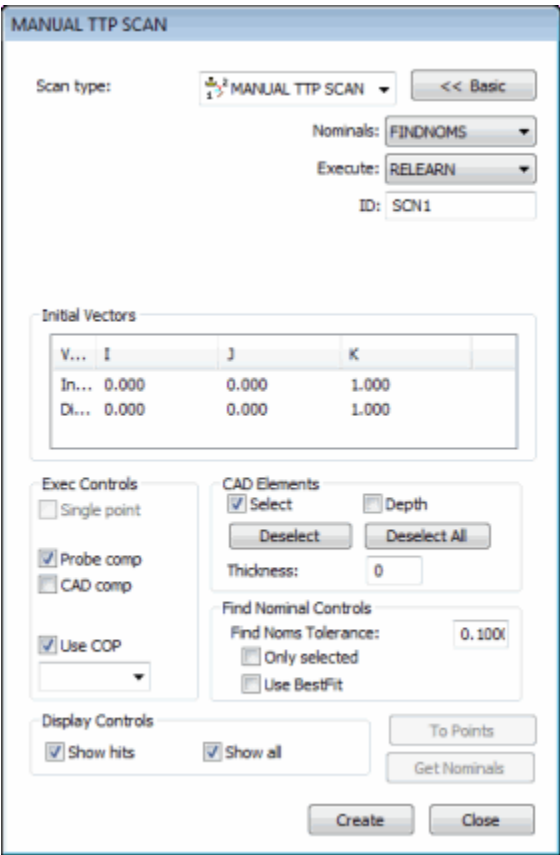 MANUAL TTP SCAN
Scan type: MANUAL TTP SCAN << Basic
Nominals: FINDNOMS
Execute: RELEARN
ID: SCN1
Initial Vectors
V... I J K
In... 0.000 0.000 1.000
Di... 0.000 0.000 1.000
Exec Controls
Single point
Probe comp
CAD comp
Use COP
CAD Elements
Select Depth
Deselect Deselect All
Thickness: 0
Find Nominal Controls
Find Noms Tolerance: 0.100
Only selected
Use BestFit
Display Controls
Show hits Show all
To Points
Get Nominals
Create Close